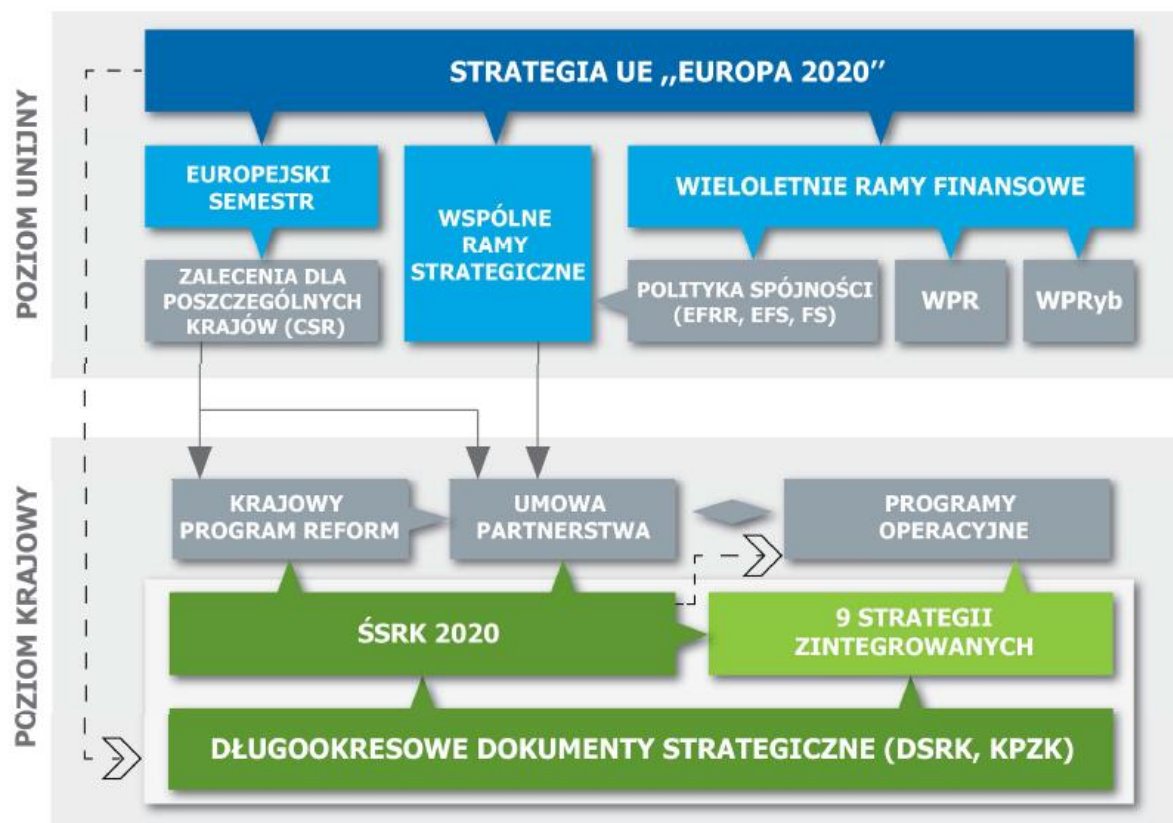 POZIOM UNIJNY
STRATEGIA UE „EUROPA 2020”
EUROPEJSKI
SEMESTR
WSPÓLNE
RAMY
STRATEGICZNE
WIELOLETNIE RAMY FINANSOWE
ZALECENIA DLA
POSZCZEGÓLNYCH
KRAJÓW (CSR)
POLITYKA SPÓJNOŚCI
(EFRR, EFS, FS)
WPR
WPRyb
POZIOM KRAJOWY
KRAJOWY
PROGRAM REFORM
UMOWA
PARTNERSTWA
PROGRAMY
OPERACYJNE
ŚSRK 2020
9 STRATEGII
ZINTEGROWANYCH
DŁUGOOKRESOWE DOKUMENTY STRATEGICZNE (DSRK, KPZK)